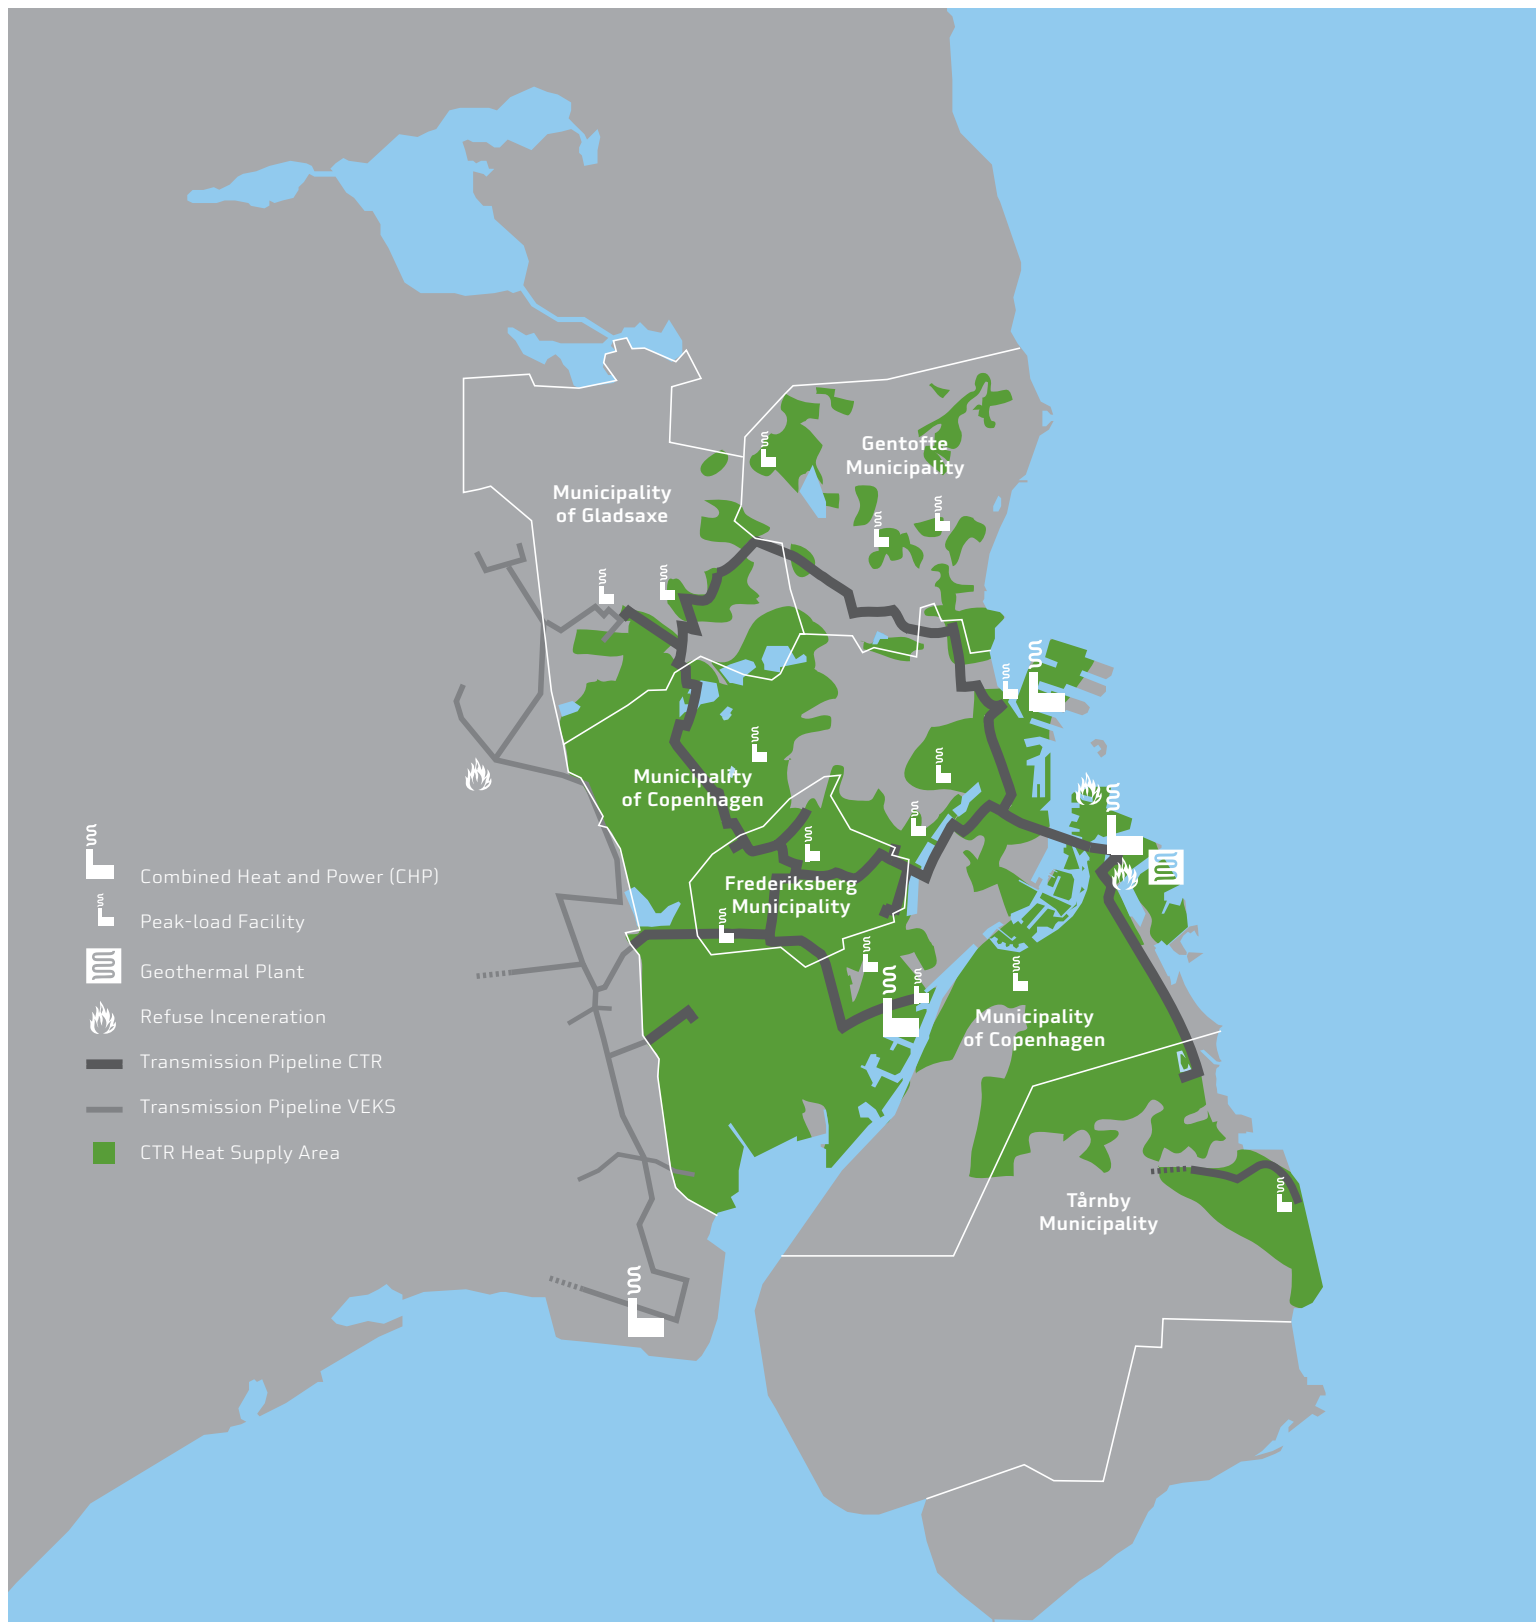 Gentofte
Municipality
Municipality
of Gladsaxe
Municipality
of Copenhagen
Frederiksberg
Municipality
Municipality
of Copenhagen
Tårnby
Municipality
Combined Heat and Power (CHP)
Peak-load Facility
Geothermal Plant
Refuse Inceneration
Transmission Pipeline CTR
Transmission Pipeline VEKS
CTR Heat Supply Area